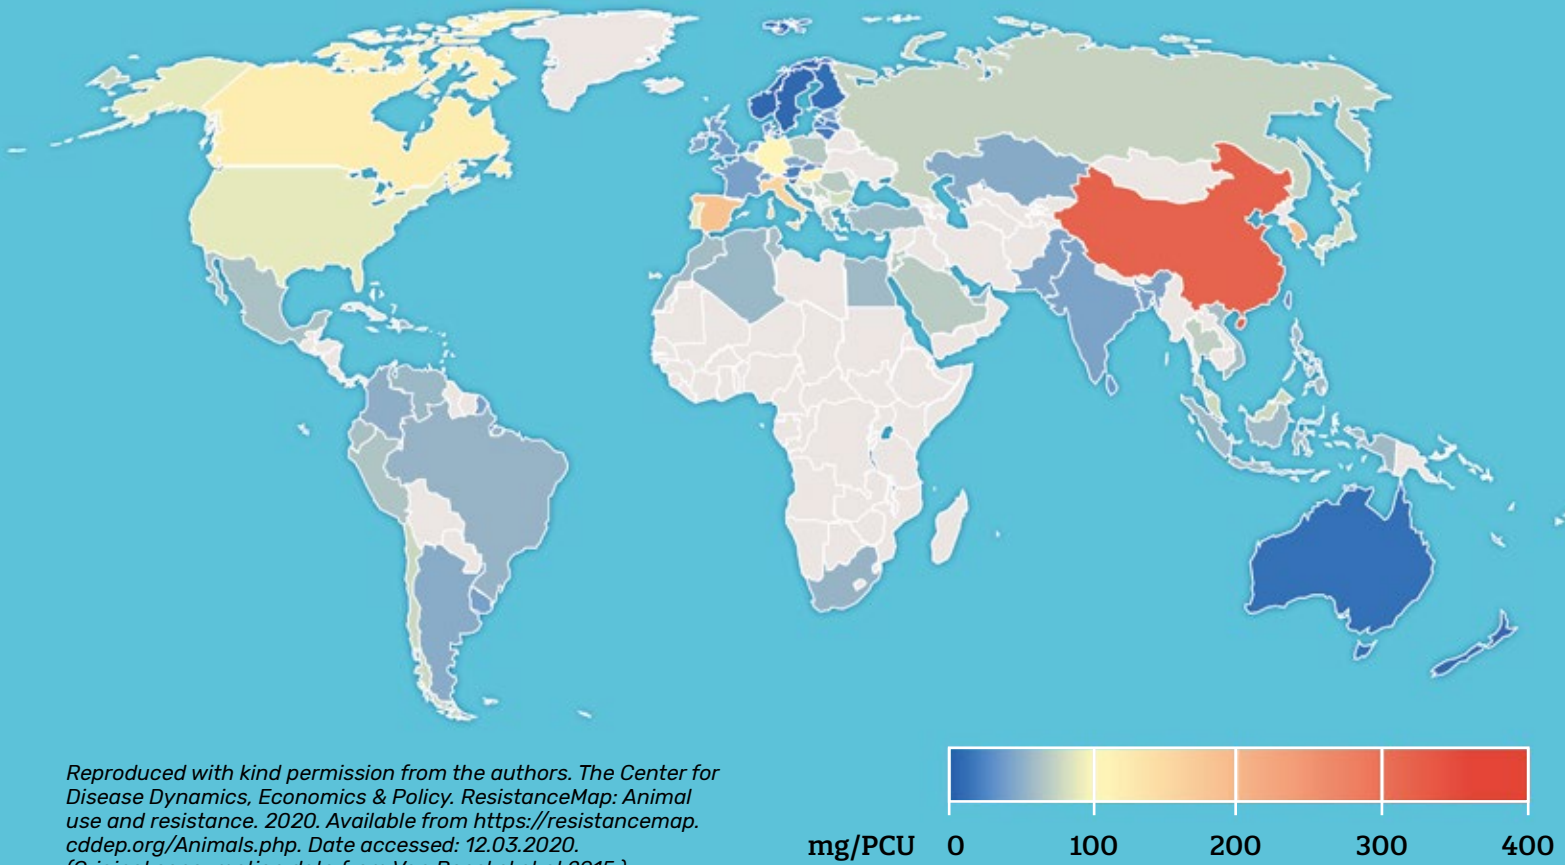 Reproduced with kind permission from the authors. The Center for
Disease Dynamics, Economics & Policy. ResistanceMap: Animal
use and resistance. 2020. Available from https://resistancemap.
cddep.org/Animals.php. Date accessed: 12.03.2020.
mg/PCU 0 100 200 300 400